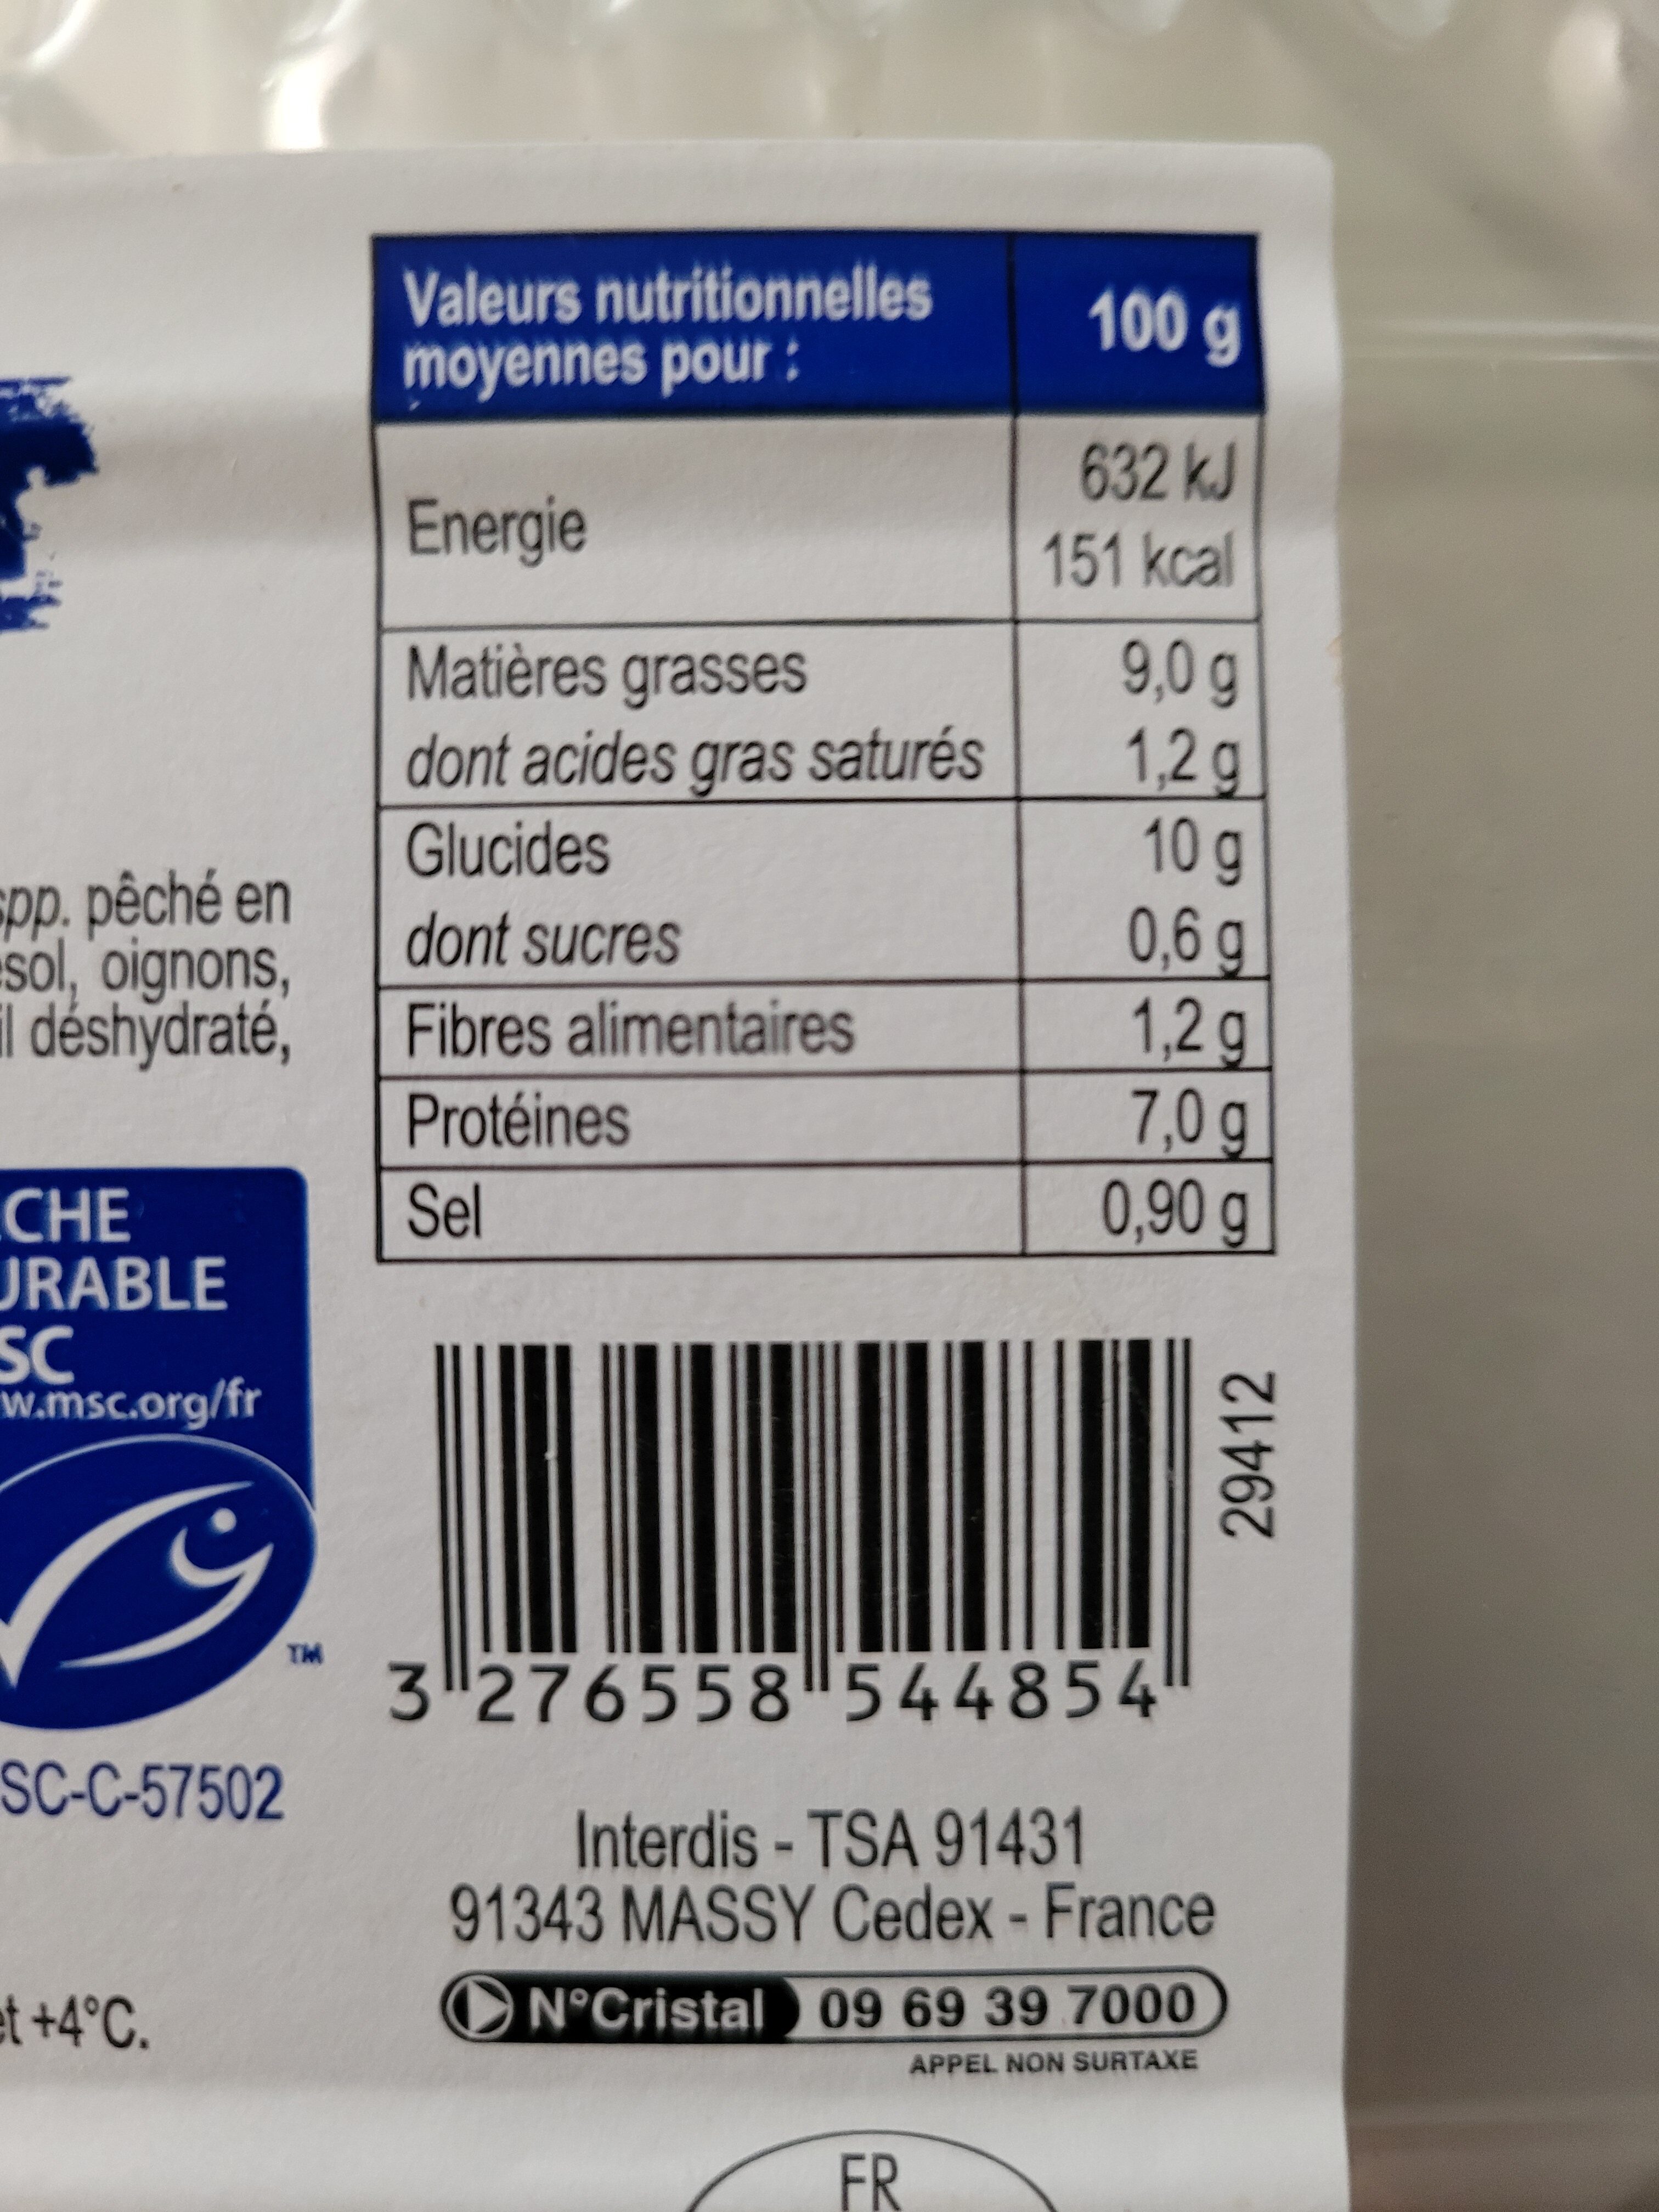 Valeurs nutritionnelles
moyennes pour :
100 g
Energie
632 kJ
151 kcal
Matières grasses 9,0 g
dont acides gras saturés 1,2 g
Glucides 10 g
dont sucres 0,6 g
Fibres alimentaires 1,2 g
Protéines 7,0 g
Sel 0,90 g
spp. pêché en
oignons,
déshydraté,
CHE
URABLE
SC
w.msc.org/fr
TM
SC-C-57502
29412
3 276558 544854
Interdis - TSA 91431
91343 MASSY Cedex - France
N°Cristal 09 69 39 7000
APPEL NON SURTAXE
et +4°C.
FR